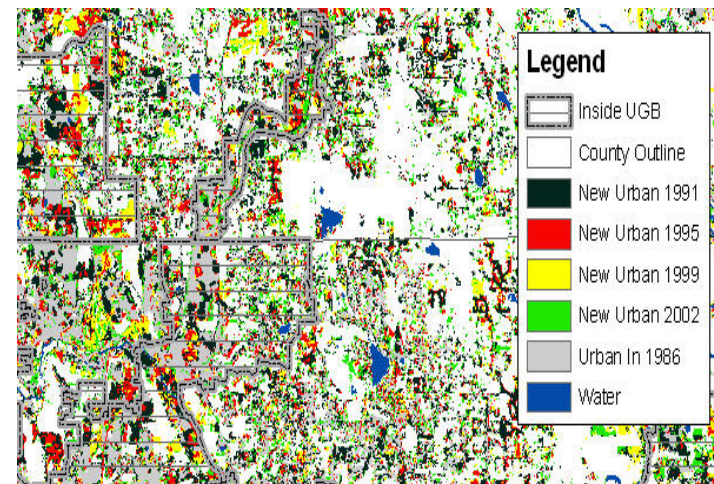 Legend
Inside UGB
County Outline
New Urban 1991
New Urban 1995
New Urban 1999
New Urban 2002
Urban In 1986
Water